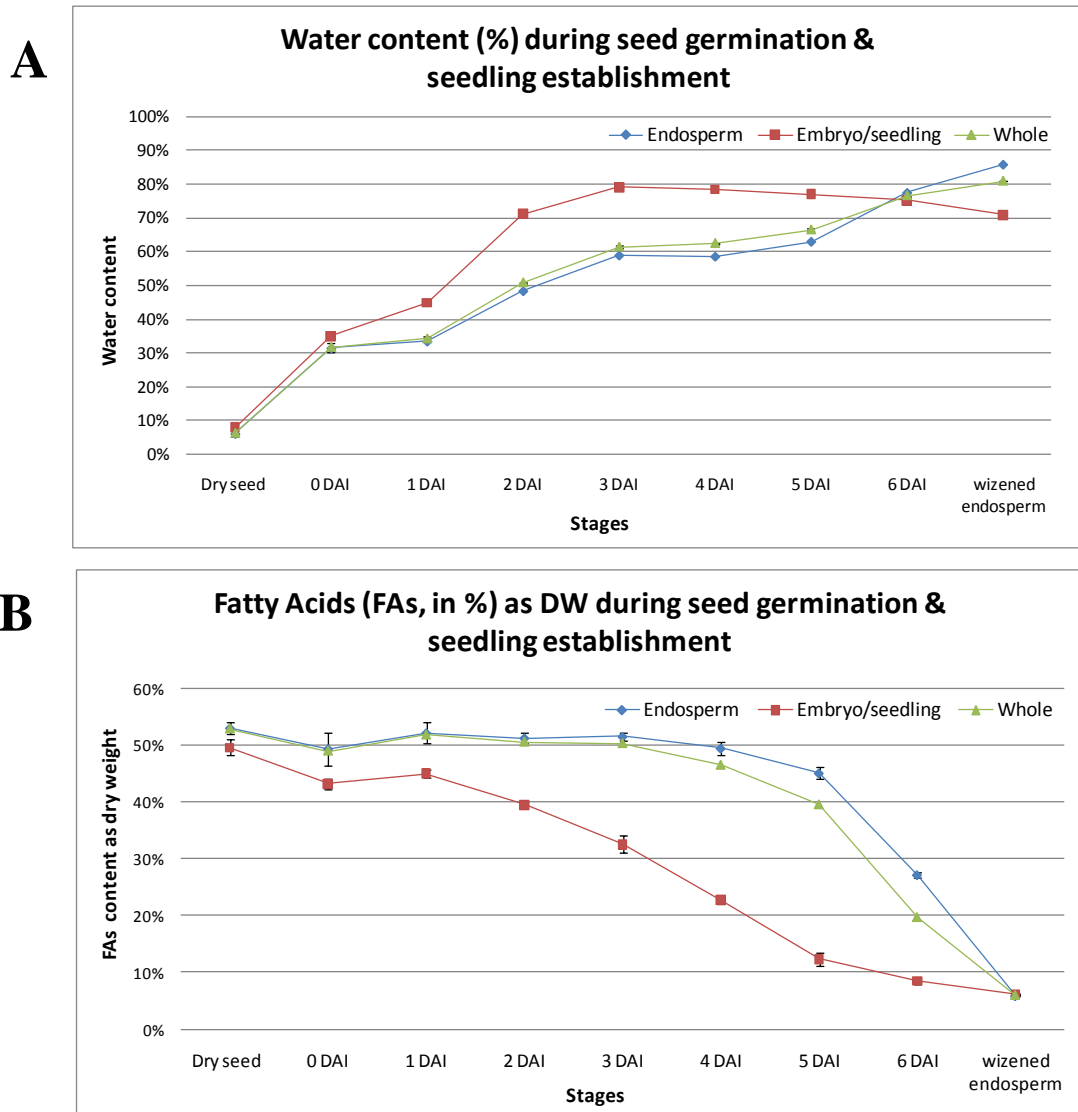 A
Water content (%) during seed germination &
seedling establishment
Endosperm Embryo/seedling Whole
100%
90%
80%
70%
60%
50%
40%
30%
20%
10%
0%
Water content
Dry seed 0 DAI 1 DAI 2 DAI 3 DAI 4 DAI 5 DAI 6 DAI wizened
endosperm
Stages
B
Fatty Acids (FAs, in %) as DW during seed germination &
seedling establishment
Endosperm Embryo/seedling Whole
60%
50%
40%
30%
20%
10%
0%
FAs content as dry weight
Dry seed 0 DAI 1 DAI 2 DAI 3 DAI 4 DAI 5 DAI 6 DAI wizened
endosperm
Stages